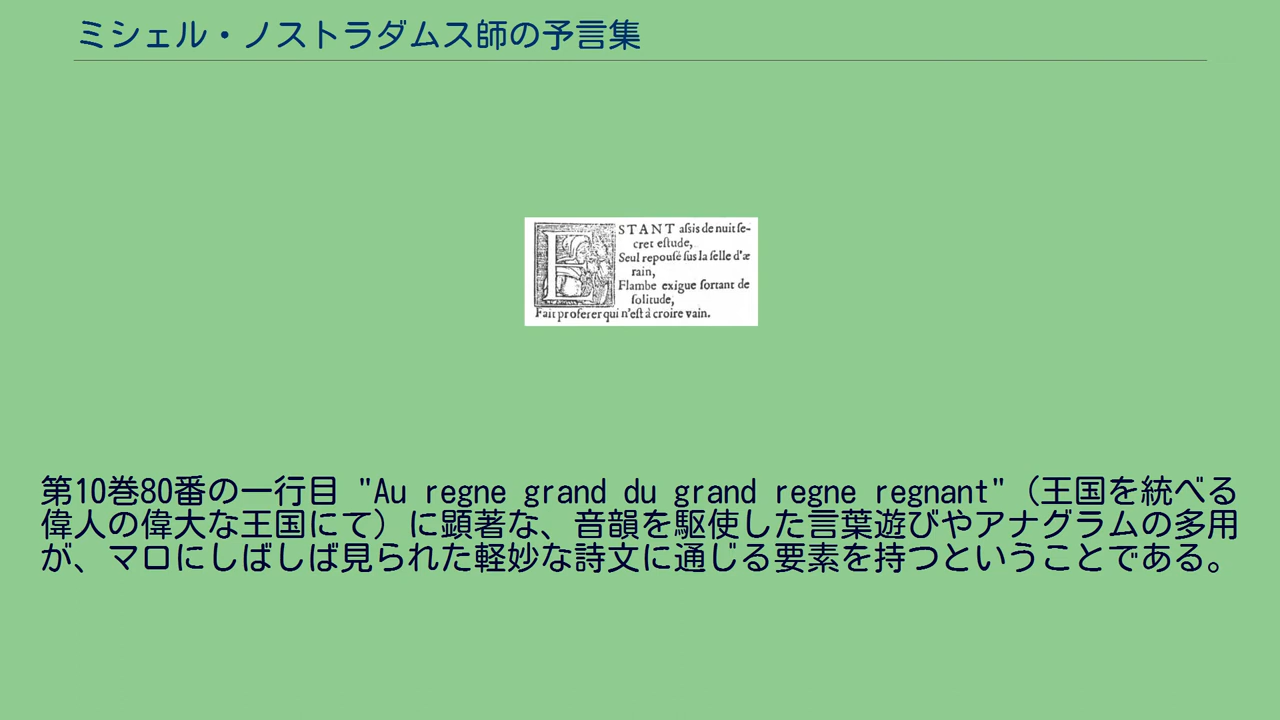 ミシェル・ノストラダムス師の予言集
ESTANT aſsis de nuit ſe-
cret eſtude,
Seul repouſé ſus la ſelle d'æ
rain,
Flambe exigue ſortant de
ſolitude,
Fait proferer qui n'eſt à croire vain.
第10巻80番の一行目 "Au regne grand du grand regne regnant"（王国を統べる
偉人の偉大な王国にて）に顕著な、音韻を駆使した言葉遊びやアナグラムの多用
が、マロにしばしば見られた軽妙な詩文に通じる要素を持つということである。